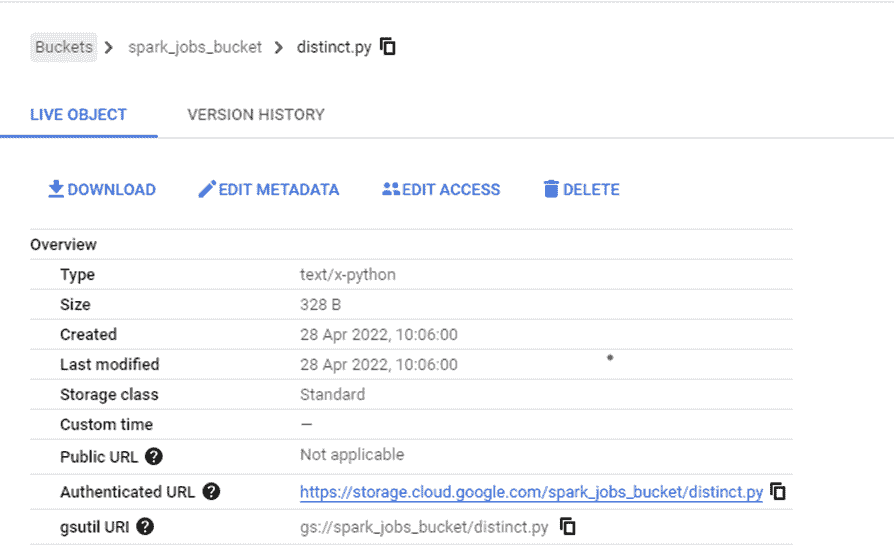 Buckets > spark_jobs_bucket > distinct.py
LIVE OBJECT VERSION HISTORY
DOWNLOAD EDIT METADATA EDIT ACCESS DELETE
Overview
Type text/x-python
Size 328 B
Created 28 Apr 2022, 10:06:00
Last modified 28 Apr 2022, 10:06:00
Storage class Standard
Custom time —
Public URL ? Not applicable
Authenticated URL ? https://storage.cloud.google.com/spark_jobs_bucket/distinct.py
gsutil URI ? gs://spark_jobs_bucket/distinct.py